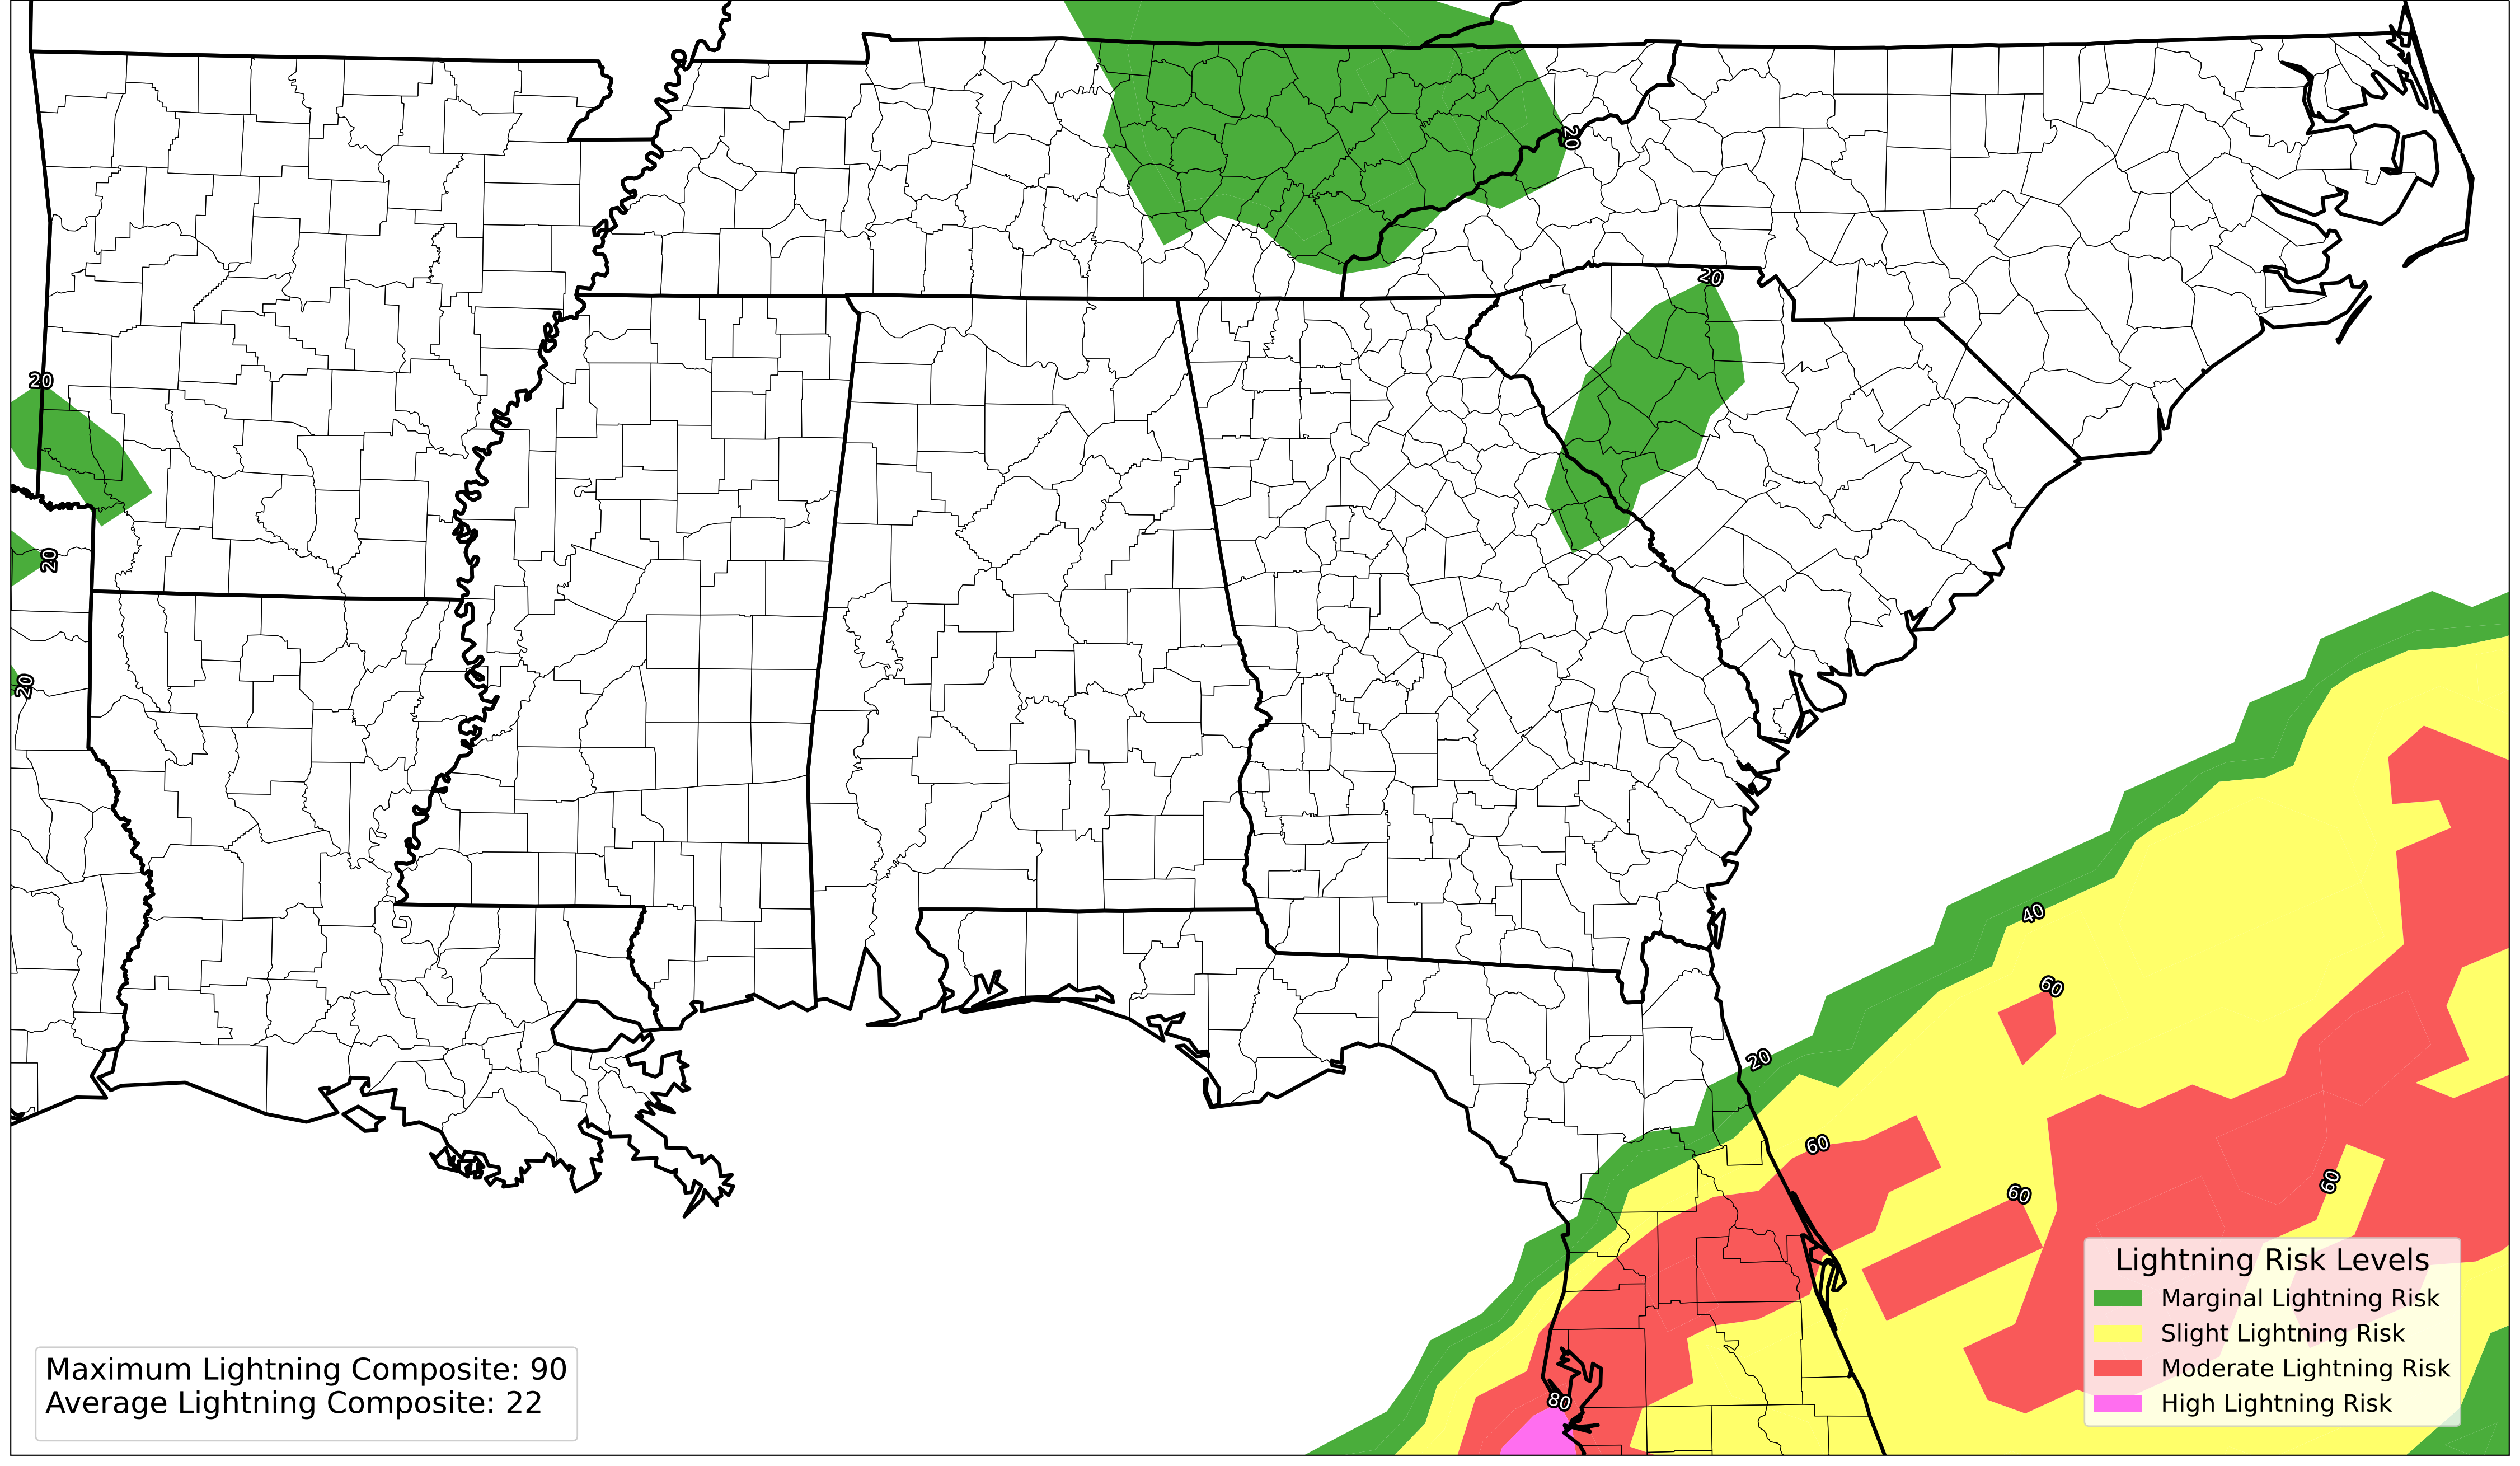 20
20
20
20
20
40
60
20
60
60
60
80
Lightning Risk Levels
Marginal Lightning Risk
Slight Lightning Risk
Moderate Lightning Risk
High Lightning Risk
Maximum Lightning Composite: 90
Average Lightning Composite: 22